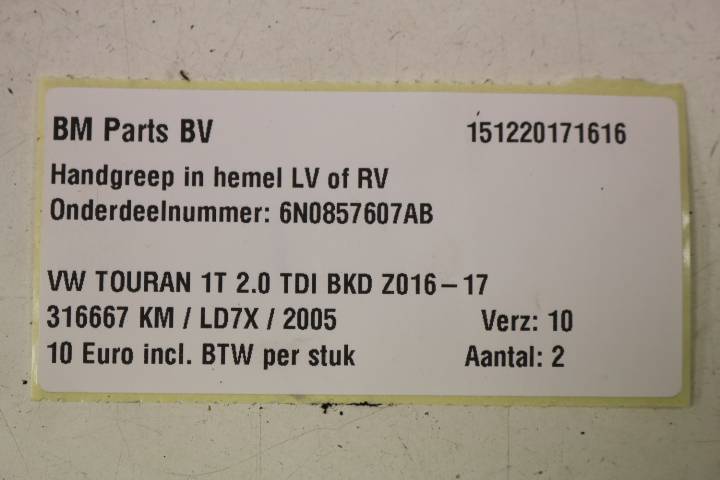 BM Parts BV 151220171616
Handgreep in hemel LV of RV
Onderdeelnummer: 6N0857607AB
VW TOURAN 1T 2.0 TDI BKD Z016-17
316667 KM / LD7X / 2005 Verz: 10
10 Euro incl. BTW per stuk Aantal: 2